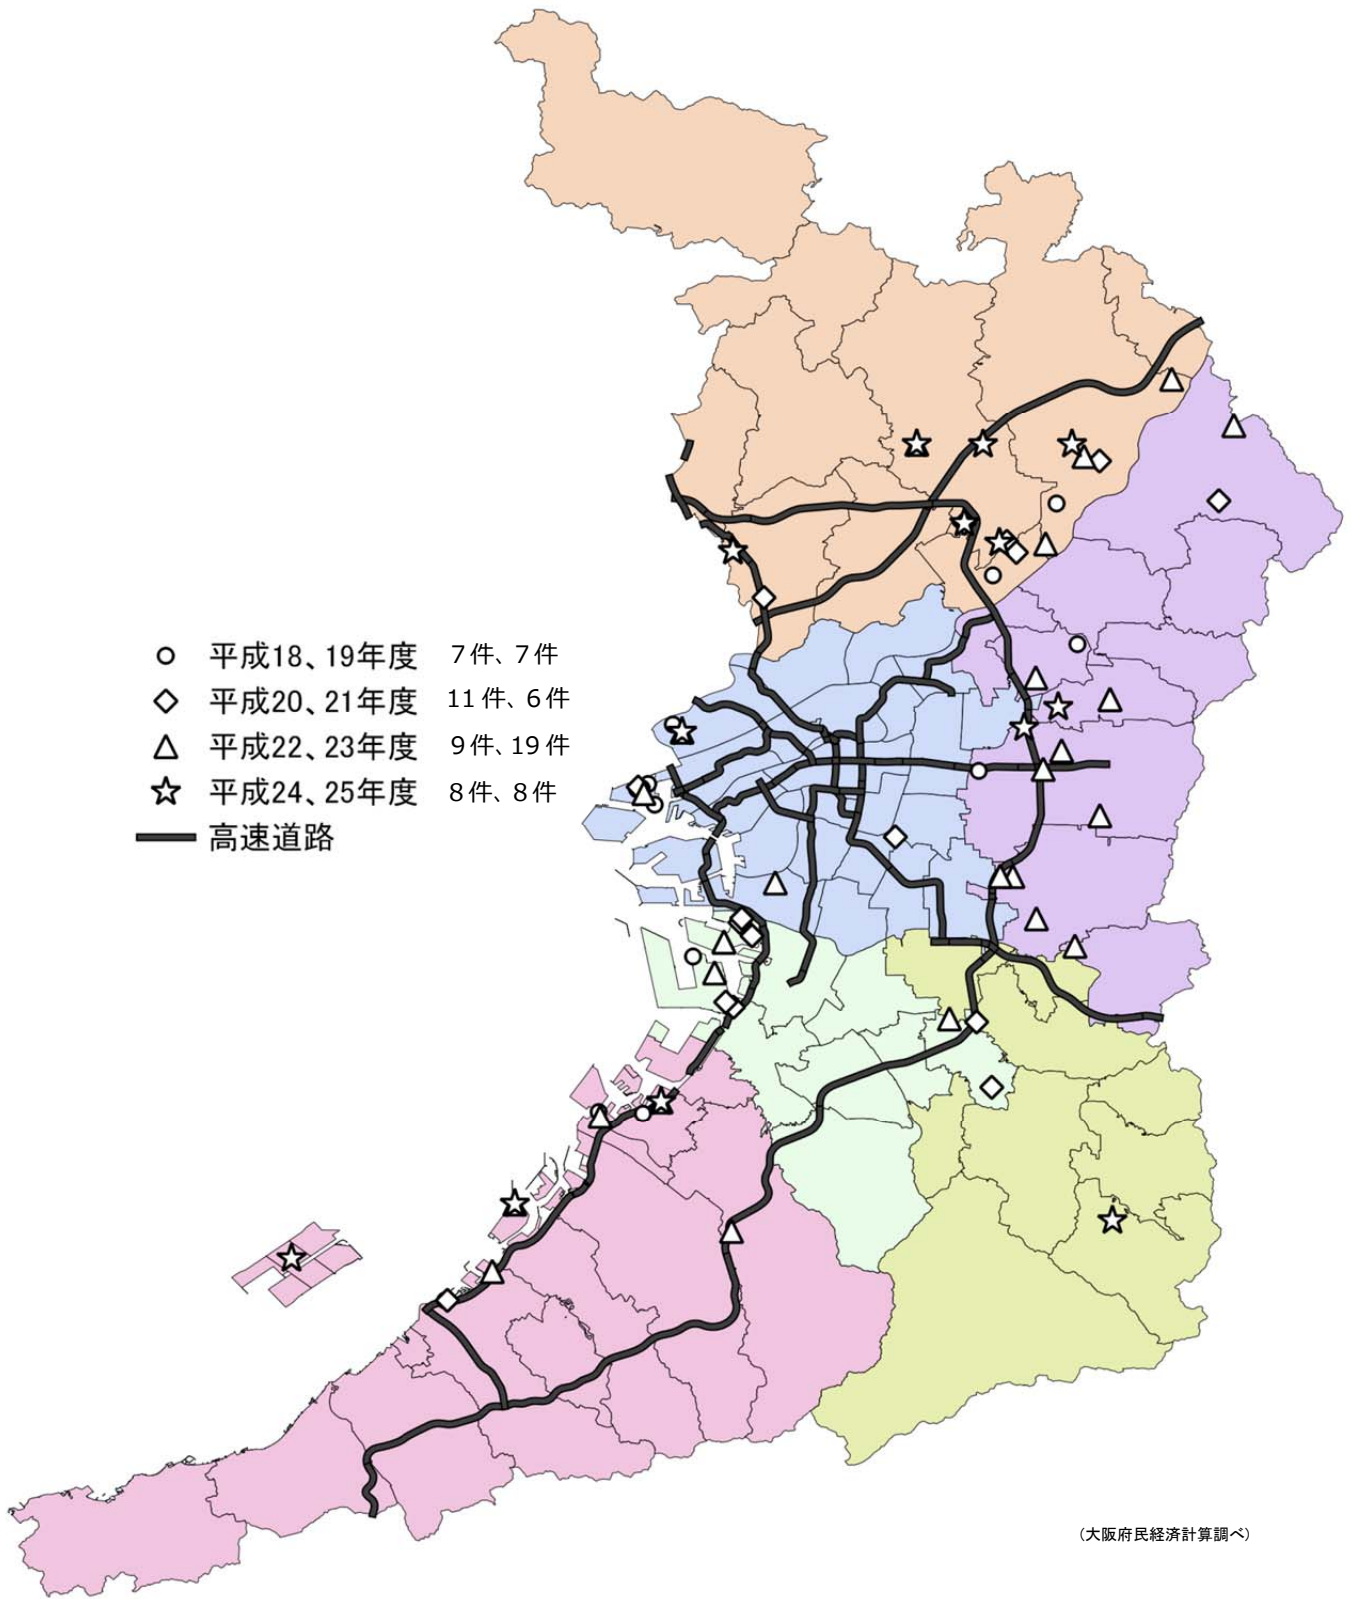 平成18、19年度 7件、7件
平成20、21年度 11件、6件
平成22、23年度 9件、19件
平成24、25年度 8件、8件
高速道路
(大阪府民経済計算調べ)